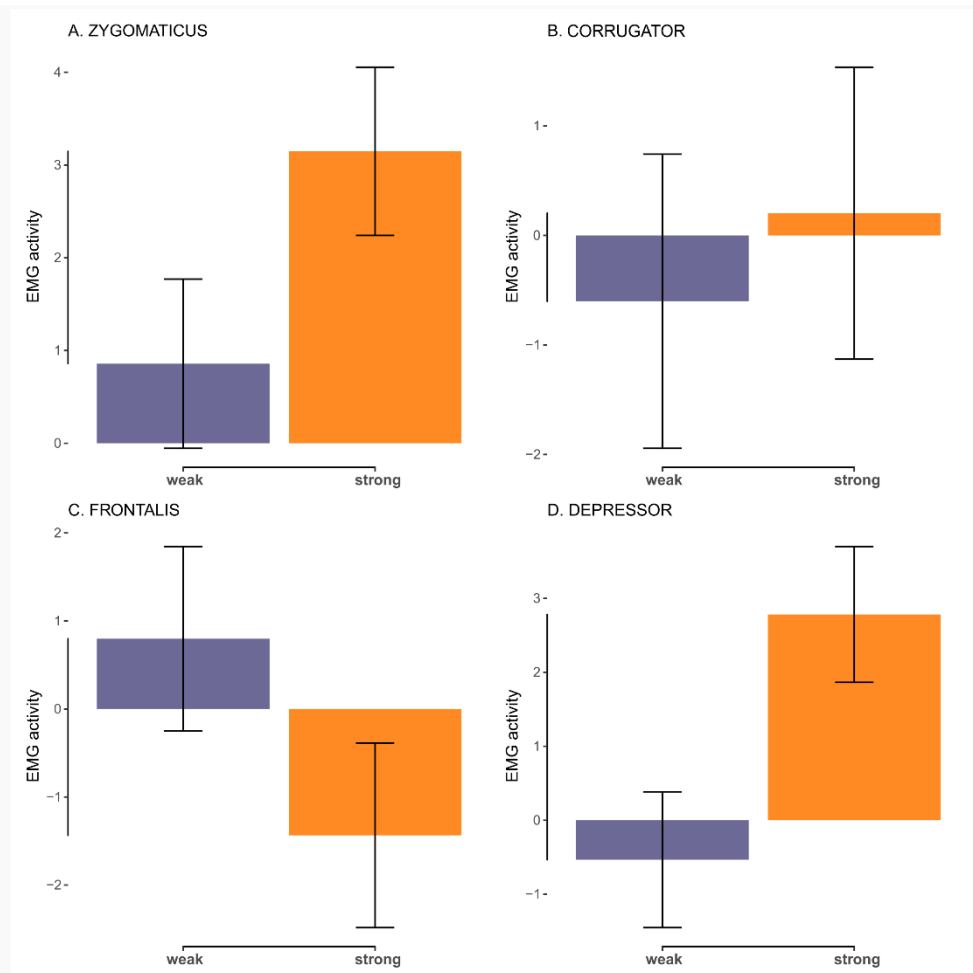 A. ZYGOMATICUS
4
3
2
1
0
EMG activity
weak strong
B. CORRUGATOR
1
0
−1
−2
EMG activity
weak strong
C. FRONTALIS
2
1
0
−1
−2
EMG activity
weak strong
D. DEPRESSOR
3
2
1
0
−1
EMG activity
weak strong